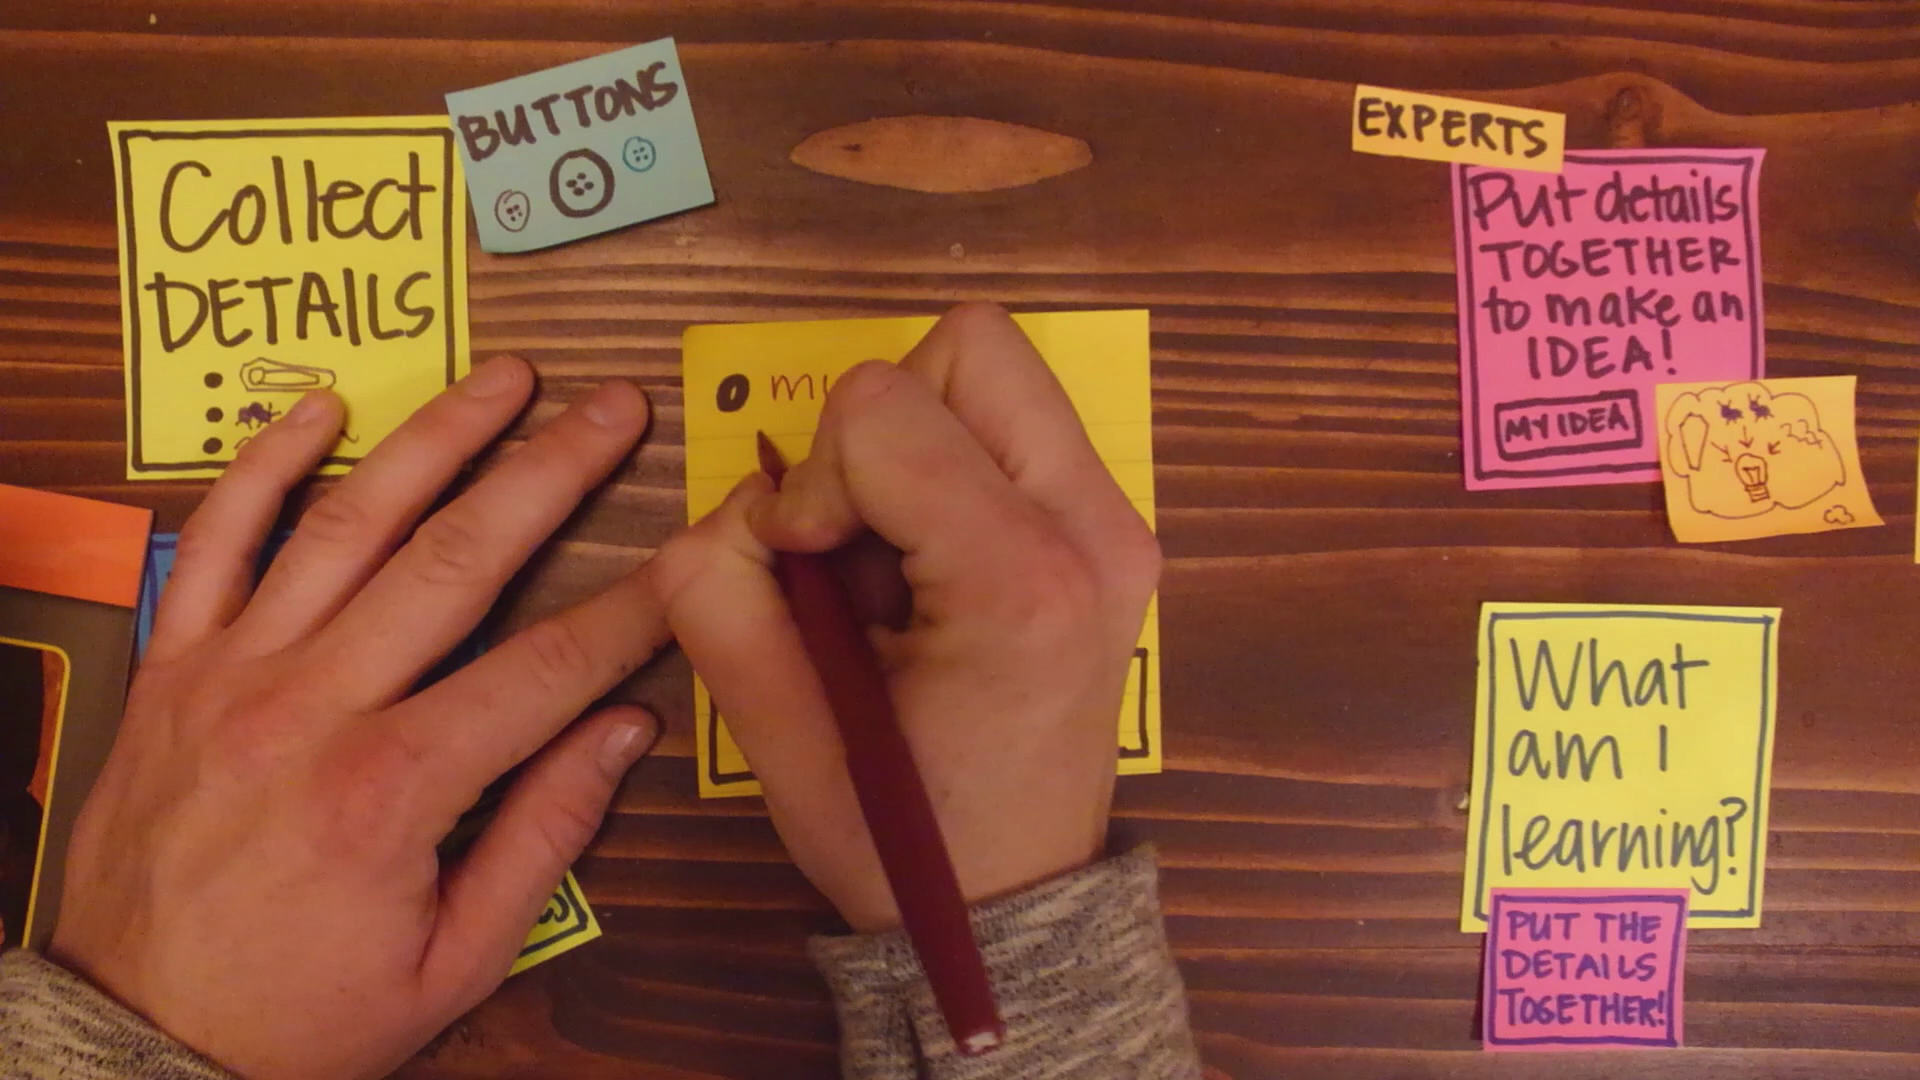 Collect
DETAILS
BUTTONS
EXPERTS
Put details
TOGETHER
to make an
IDEA!
MY IDEA
What
am I
learning?
PUT THE
DETAILS
TOGETHER!